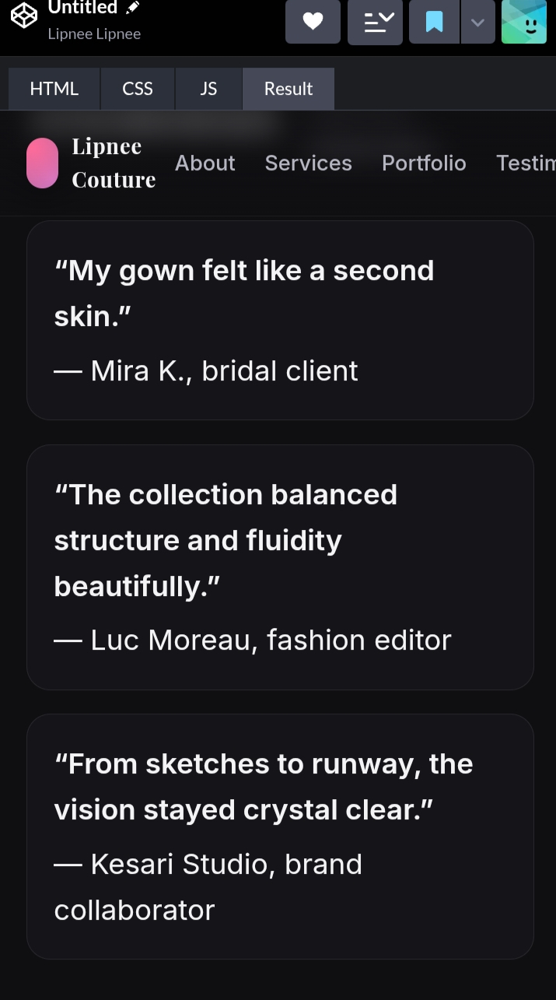 Untitled
Lipnee Lipnee
HTML CSS JS Result
Lipnee
Couture
About Services Portfolio Testim
“My gown felt like a second
skin.”
— Mira K., bridal client
“The collection balanced
structure and fluidity
beautifully.”
— Luc Moreau, fashion editor
“From sketches to runway, the
vision stayed crystal clear.”
— Kesari Studio, brand
collaborator